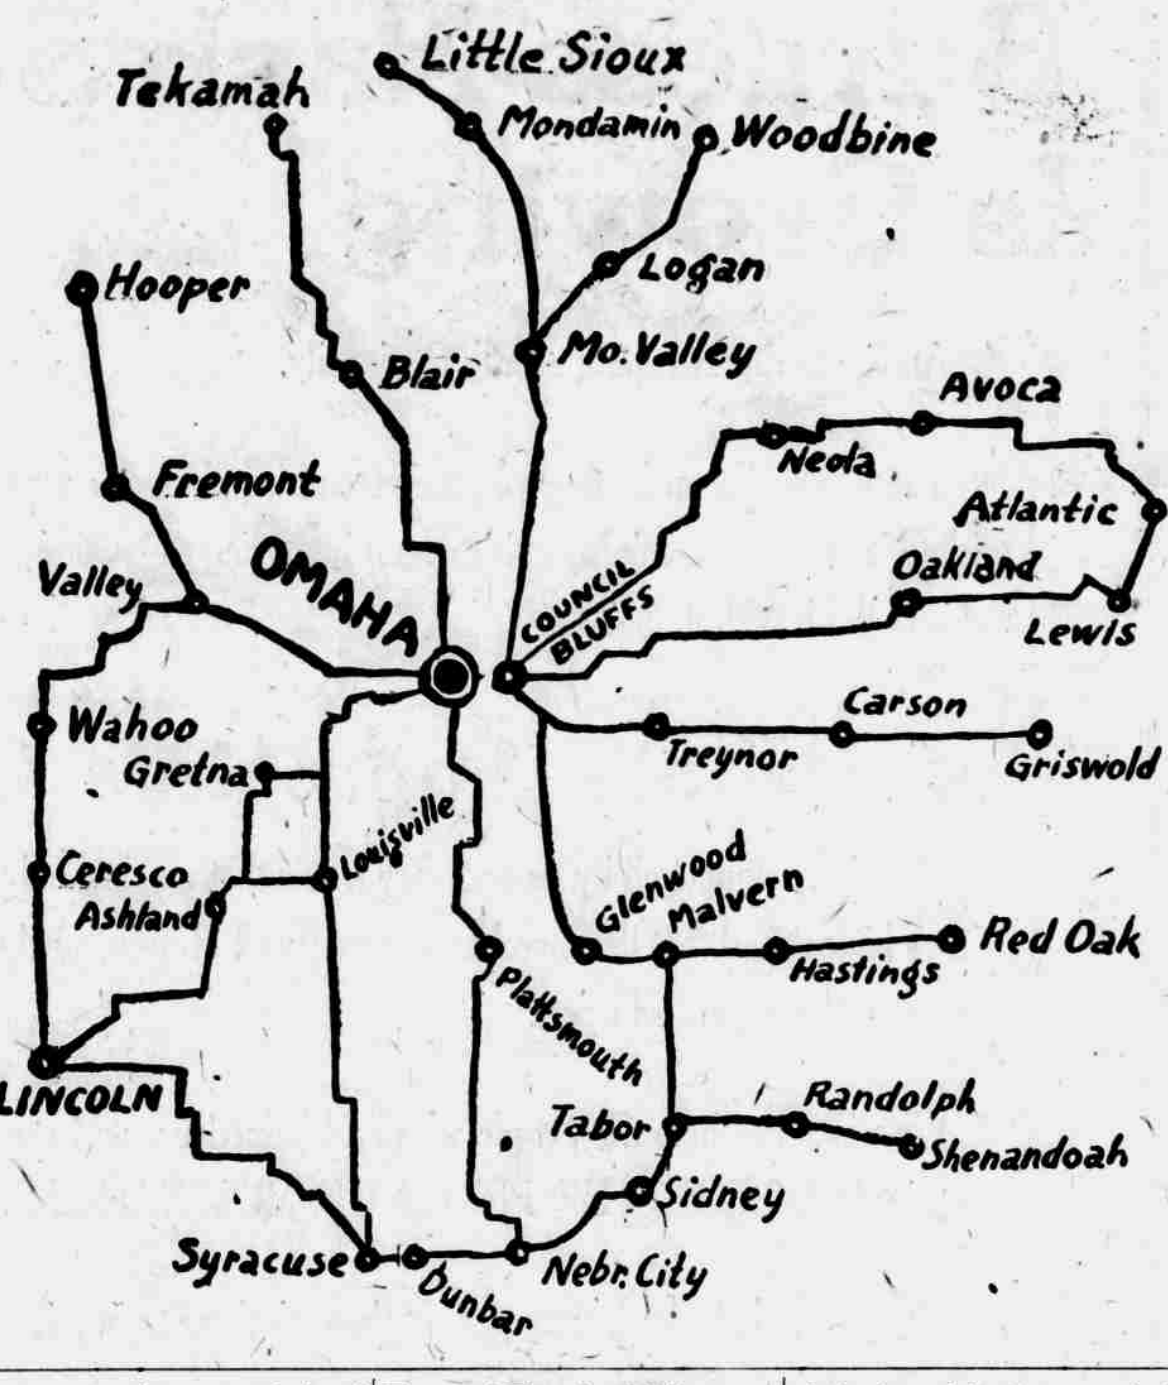 Little Sioux
Tekamah
Mondamin
Woodbine
Logan
Hooper
Mo. Valley
Blair
Avoca
Neola
Fremont
Atlantic
OMAHA
Valley
COUNCIL
BLUFFS
Oakland
Lewis
Wahoo
Carson
Gretna
Treynor
Griswold
Louisville
Ceresco
Ashland
Glenwood
Malvern
Red Oak
Hastings
Plattsmouth
LINCOLN
Tabor
Randolph
Shenandoah
Sidney
Syracuse
Dunbar
Nebr. City